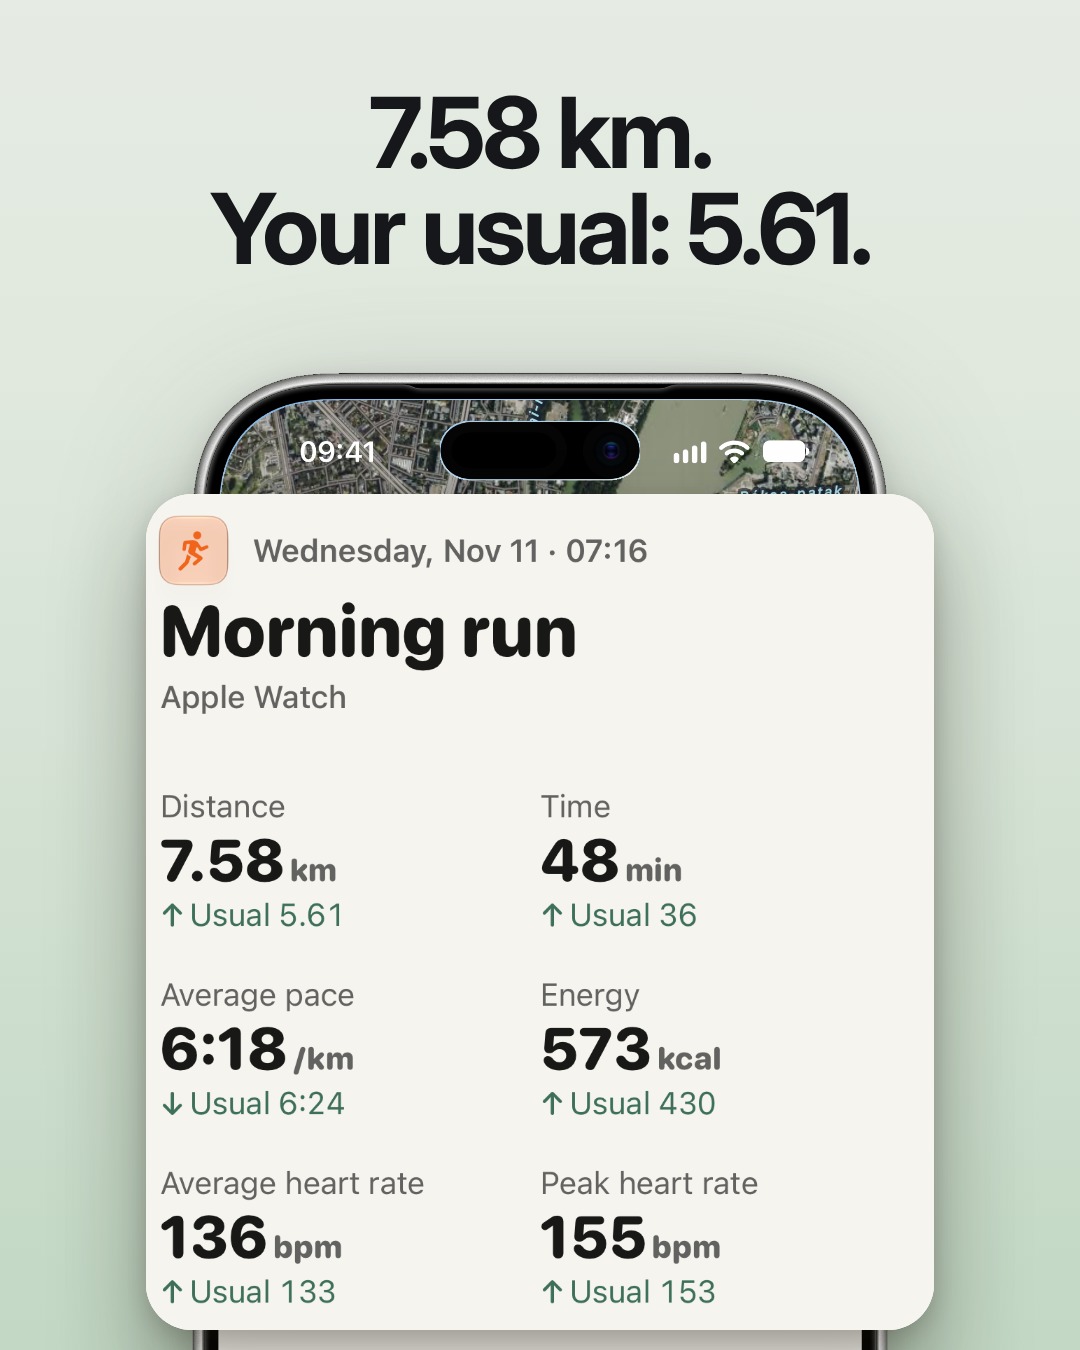 7.58 km.
Your usual: 5.61.
09:41
Wednesday, Nov 11 · 07:16
Morning run
Apple Watch
Distance
7.58 km
↑ Usual 5.61
Time
48 min
↑ Usual 36
Average pace
6:18 /km
↓ Usual 6:24
Energy
573 kcal
↑ Usual 430
Average heart rate
136 bpm
↑ Usual 133
Peak heart rate
155 bpm
↑ Usual 153